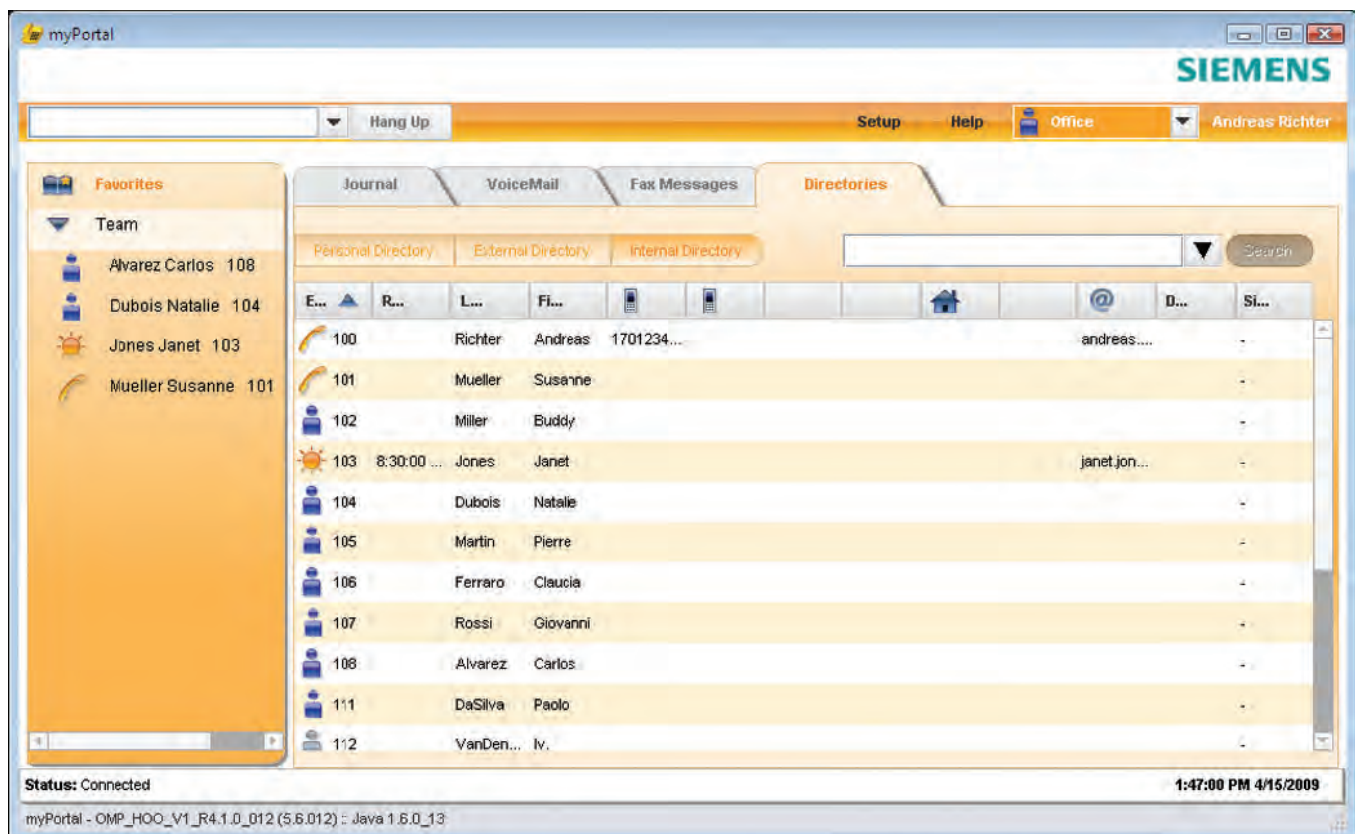 myPortal
SIEMENS
Hang Up Setup Help Office Andreas Richter
Favorites
Team
Alvarez Carlos 108
Dubois Natalie 104
Jones Janet 103
Mueller Susanne 101
Journal VoiceMail Fax Messages Directories
Personal Directory External Directory Internal Directory Search
E... R... L... Fi... @ D... Si...
100 Richter Andreas 1701234... andreas.... -
101 Mueller Susanne -
102 Miller Buddy -
103 8:30:00 ... Jones Janet janet.jon... -
104 Dubois Natalie -
105 Martin Pierre -
106 Ferraro Claucia -
107 Rossi Giovanni -
108 Alvarez Carlos -
111 DaSilva Paolo -
112 VanDen... Iv. -
Status: Connected 1:47:00 PM 4/15/2009
myPortal - OMP_HOO_V1_R4.1.0_012 (5.6.012) :: Java 1.6.0_13